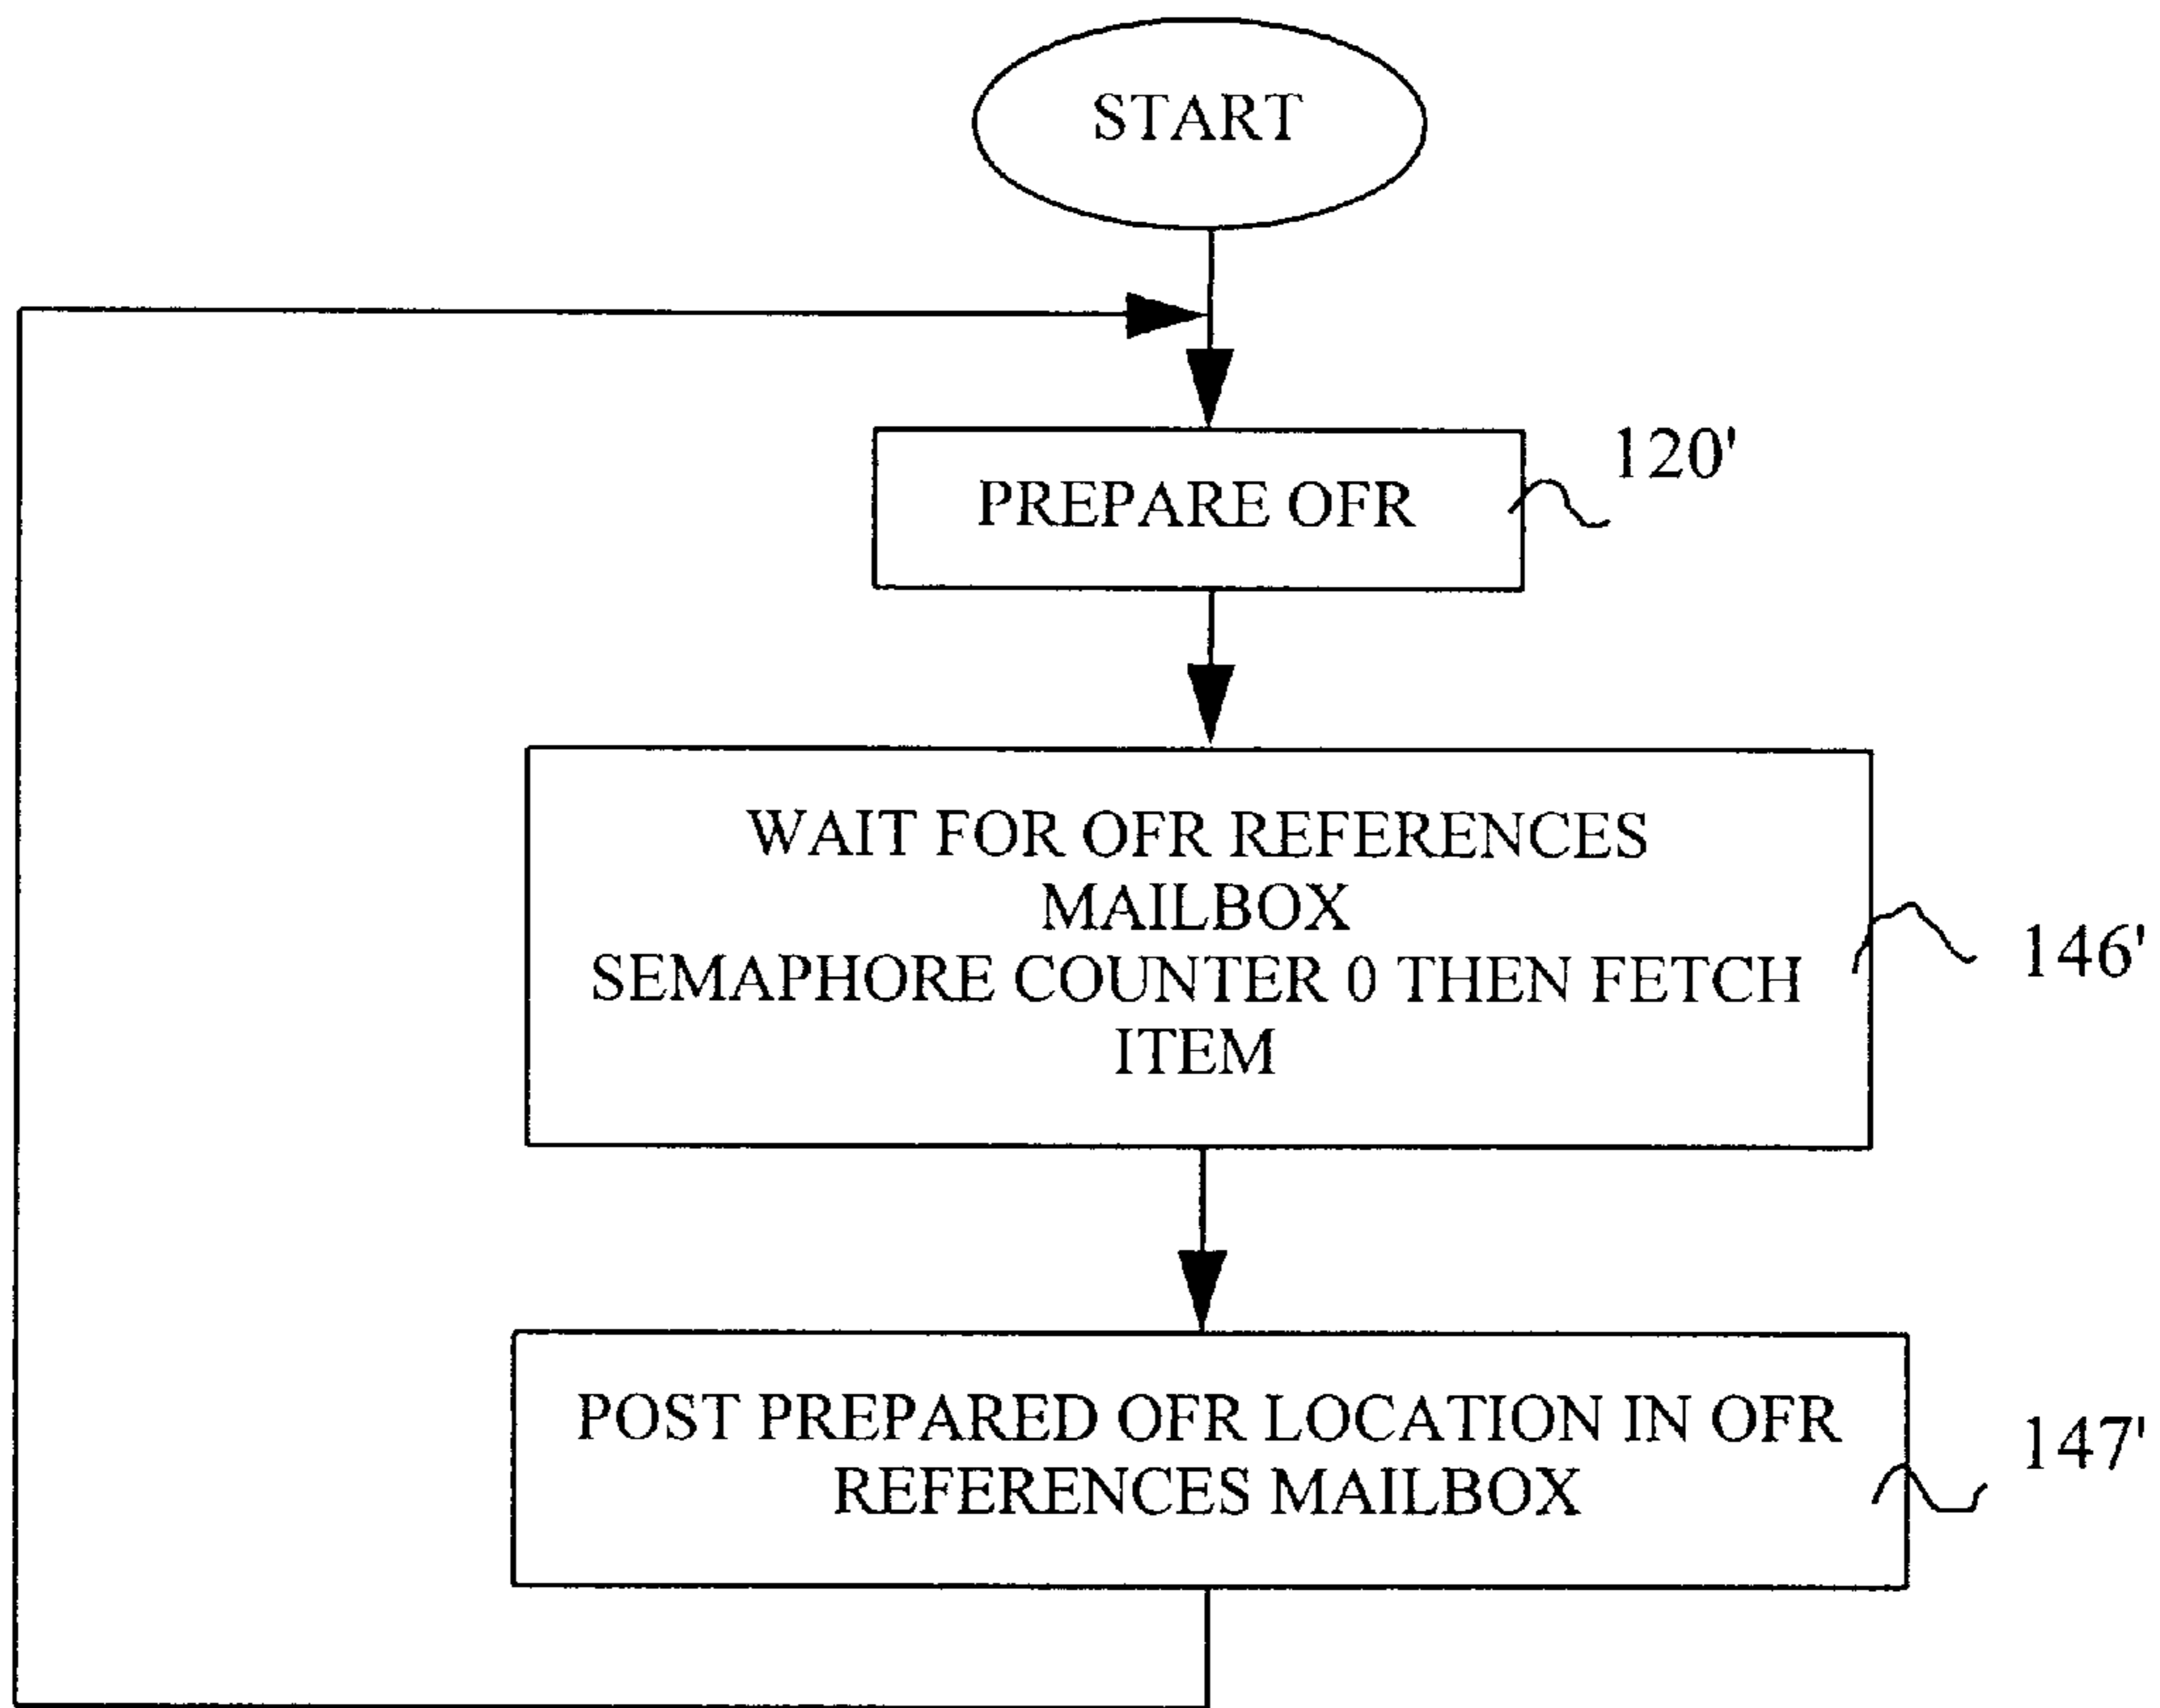 START
PREPARE OFR
120'
WAIT FOR OFR REFERENCES
MAILBOX
SEMAPHORE COUNTER 0 THEN FETCH
ITEM
146'
POST PREPARED OFR LOCATION IN OFR
REFERENCES MAILBOX
147'